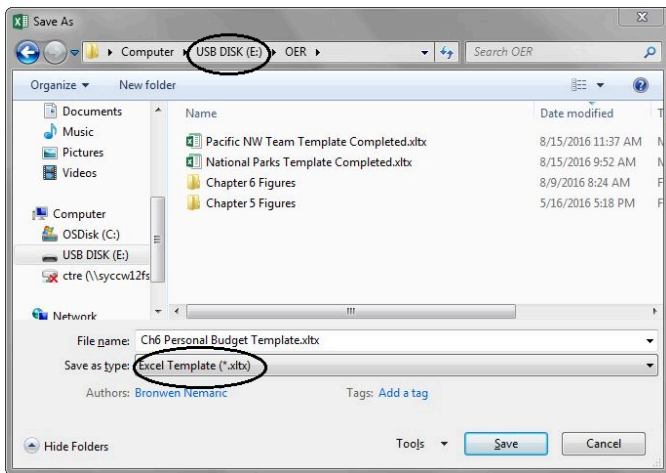 Save As
Computer USB DISK (E:) OER Search OER
Organize New folder
Documents
Music
Pictures
Videos
Computer
OSDisk (C:)
USB DISK (E:)
ctre (\\syccw12fs
Network
Name Date modified T
Pacific NW Team Template Completed.xltx 8/15/2016 11:37 AM
National Parks Template Completed.xltx 8/15/2016 9:52 AM
Chapter 6 Figures 8/9/2016 8:24 AM F
Chapter 5 Figures 5/16/2016 5:18 PM F
File name: Ch6 Personal Budget Template.xltx
Save as type: Excel Template (*.xltx)
Authors: Bronwen Nemaric Tags: Add a tag
Hide Folders Tools Save Cancel